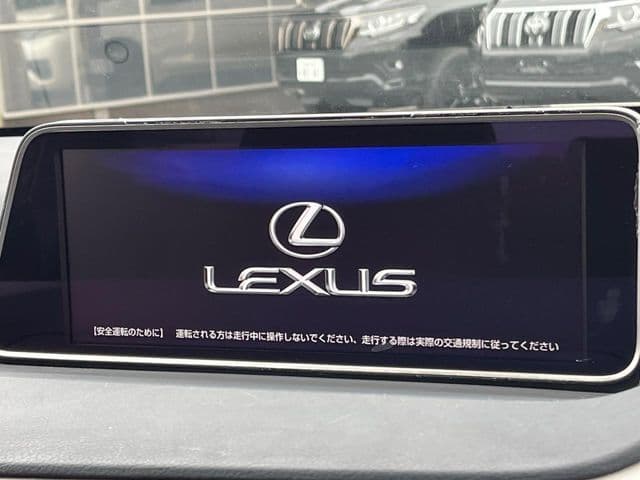 LEXUS
【安全運転のために】 運転される方は走行中に操作しないでください、走行する際は実際の交通規制に従ってください